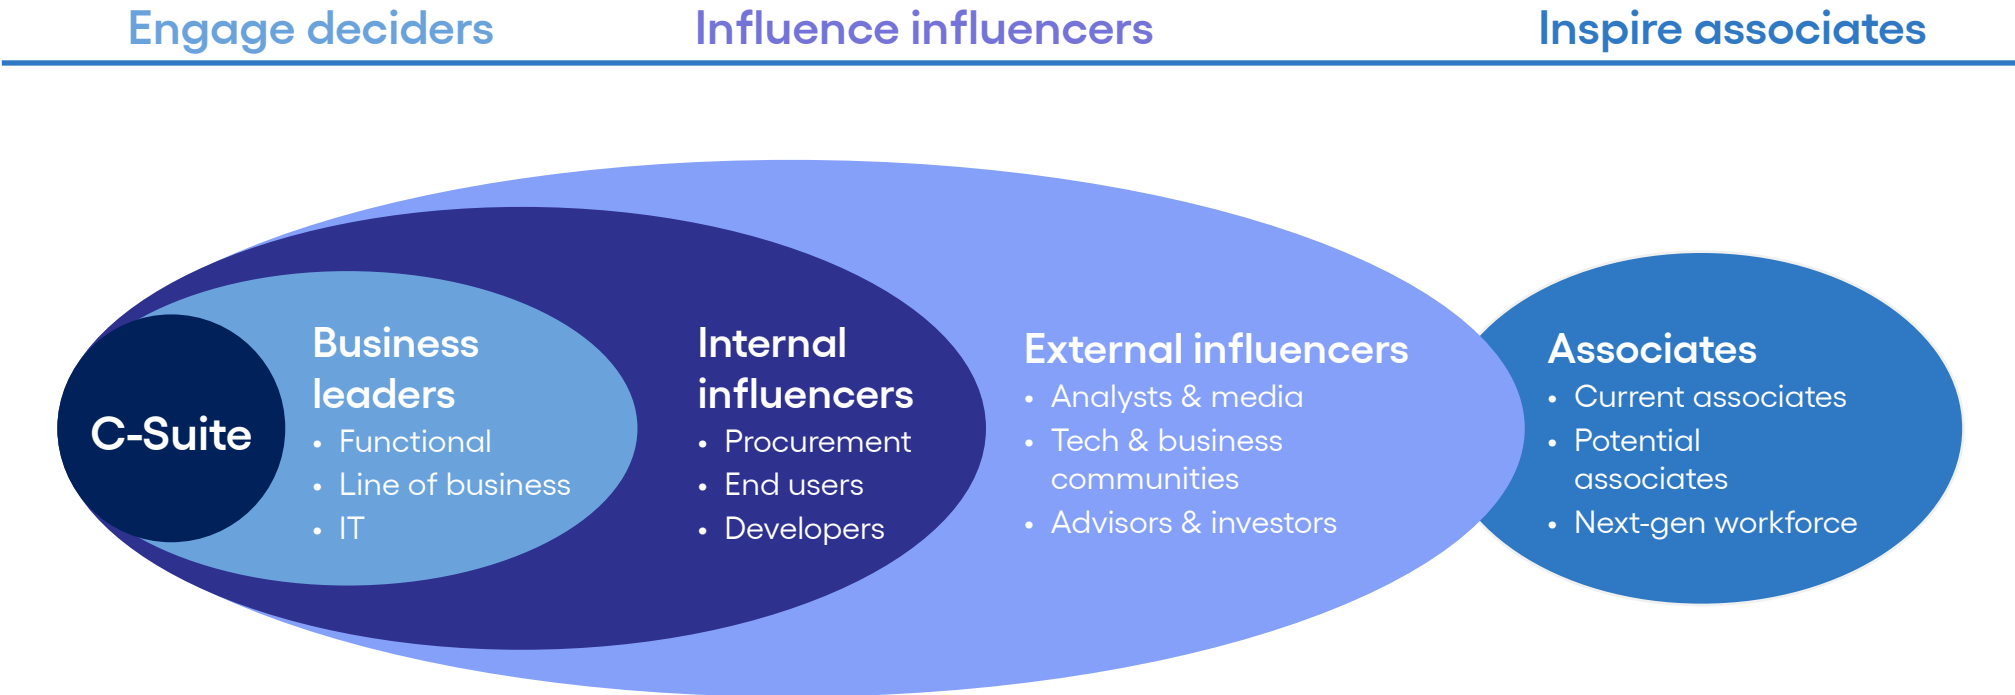 Engage deciders
Influence influencers
Inspire associates
C-Suite
Business
leaders
• Functional
• Line of business
• IT
Internal
influencers
• Procurement
• End users
• Developers
External influencers
• Analysts & media
• Tech & business
communities
• Advisors & investors
Associates
• Current associates
• Potential
associates
• Next-gen workforce